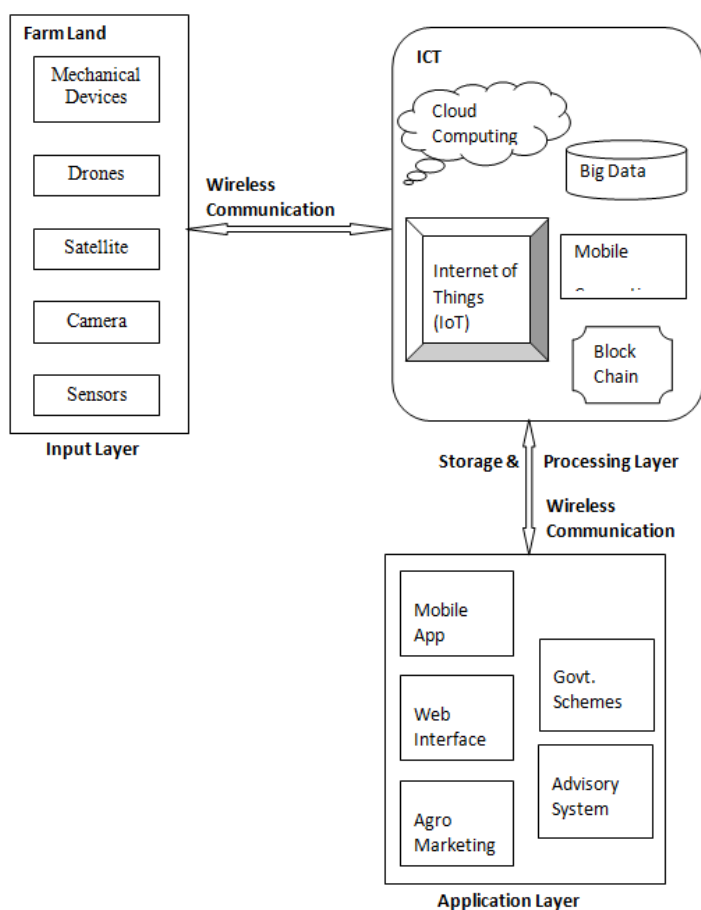 Farm Land
Mechanical
Devices
Drones
Satellite
Camera
Sensors
Input Layer
Wireless
Communication
ICT
Cloud
Computing
Big Data
Internet of
Things
(IoT)
Mobile
Block
Chain
Storage & Processing Layer
Wireless
Communication
Mobile
App
Web
Interface
Agro
Marketing
Govt.
Schemes
Advisory
System
Application Layer